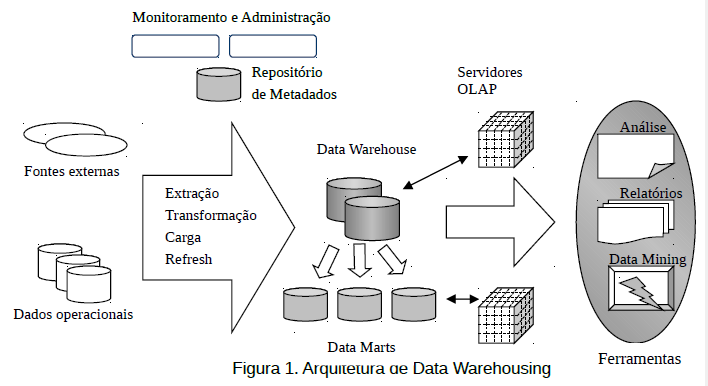 Monitoramento e Administração
Repositório
de Metadados
Servidores
OLAP
Fontes externas
Extração
Transformação
Carga
Refresh
Data Warehouse
Análise
Relatórios
Data Mining
Dados operacionais
Data Marts
Ferramentas
Figura 1. Arquitetura de Data Warehousing